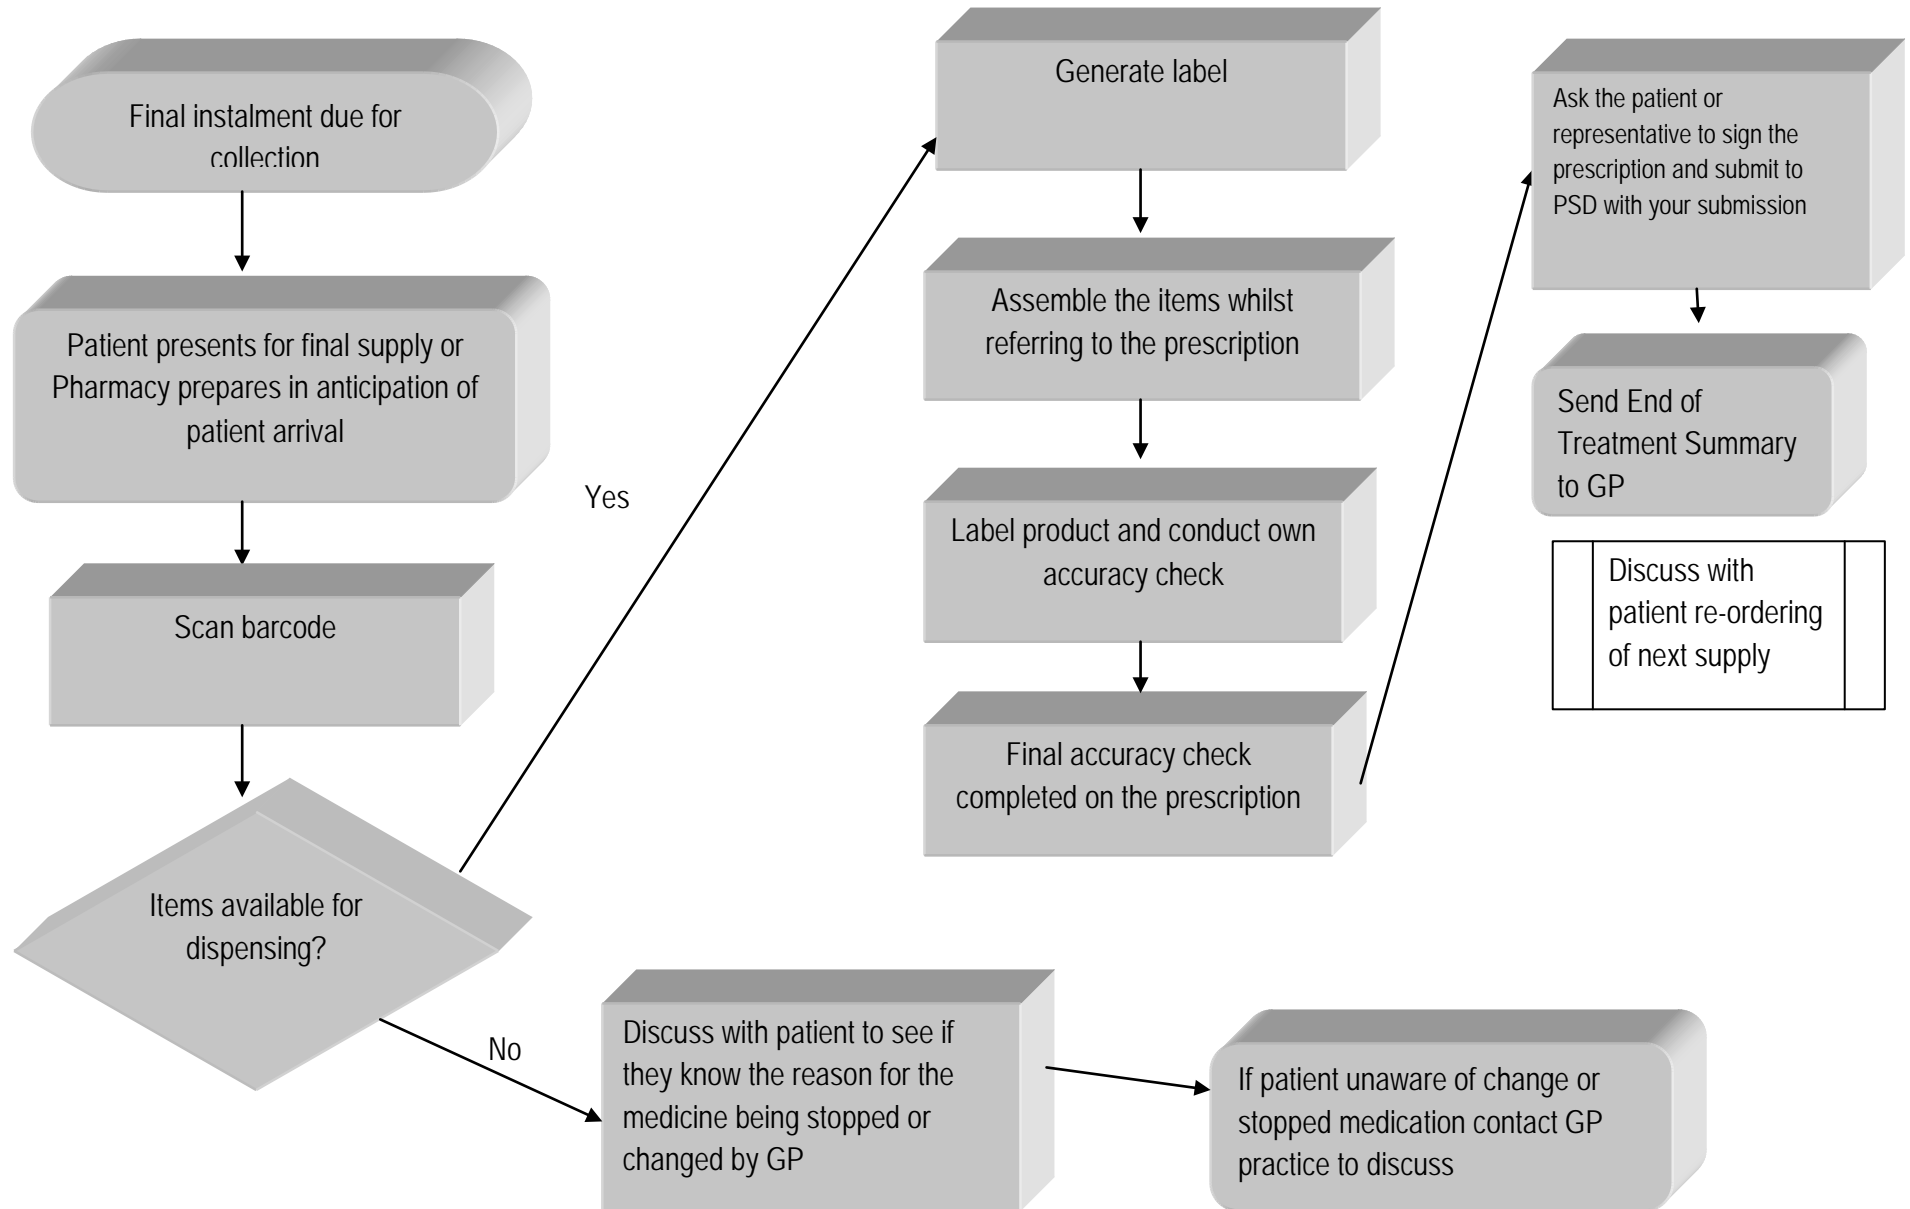 Final instalment due for
collection
Patient presents for final supply or
Pharmacy prepares in anticipation of
patient arrival
Scan barcode
Items available for
dispensing?
Yes
No
Generate label
Assemble the items whilst
referring to the prescription
Label product and conduct own
accuracy check
Final accuracy check
completed on the prescription
Ask the patient or
representative to sign the
prescription and submit to
PSD with your submission
Send End of
Treatment Summary
to GP
Discuss with
patient re-ordering
of next supply
Discuss with patient to see if
they know the reason for the
medicine being stopped or
changed by GP
If patient unaware of change or
stopped medication contact GP
practice to discuss